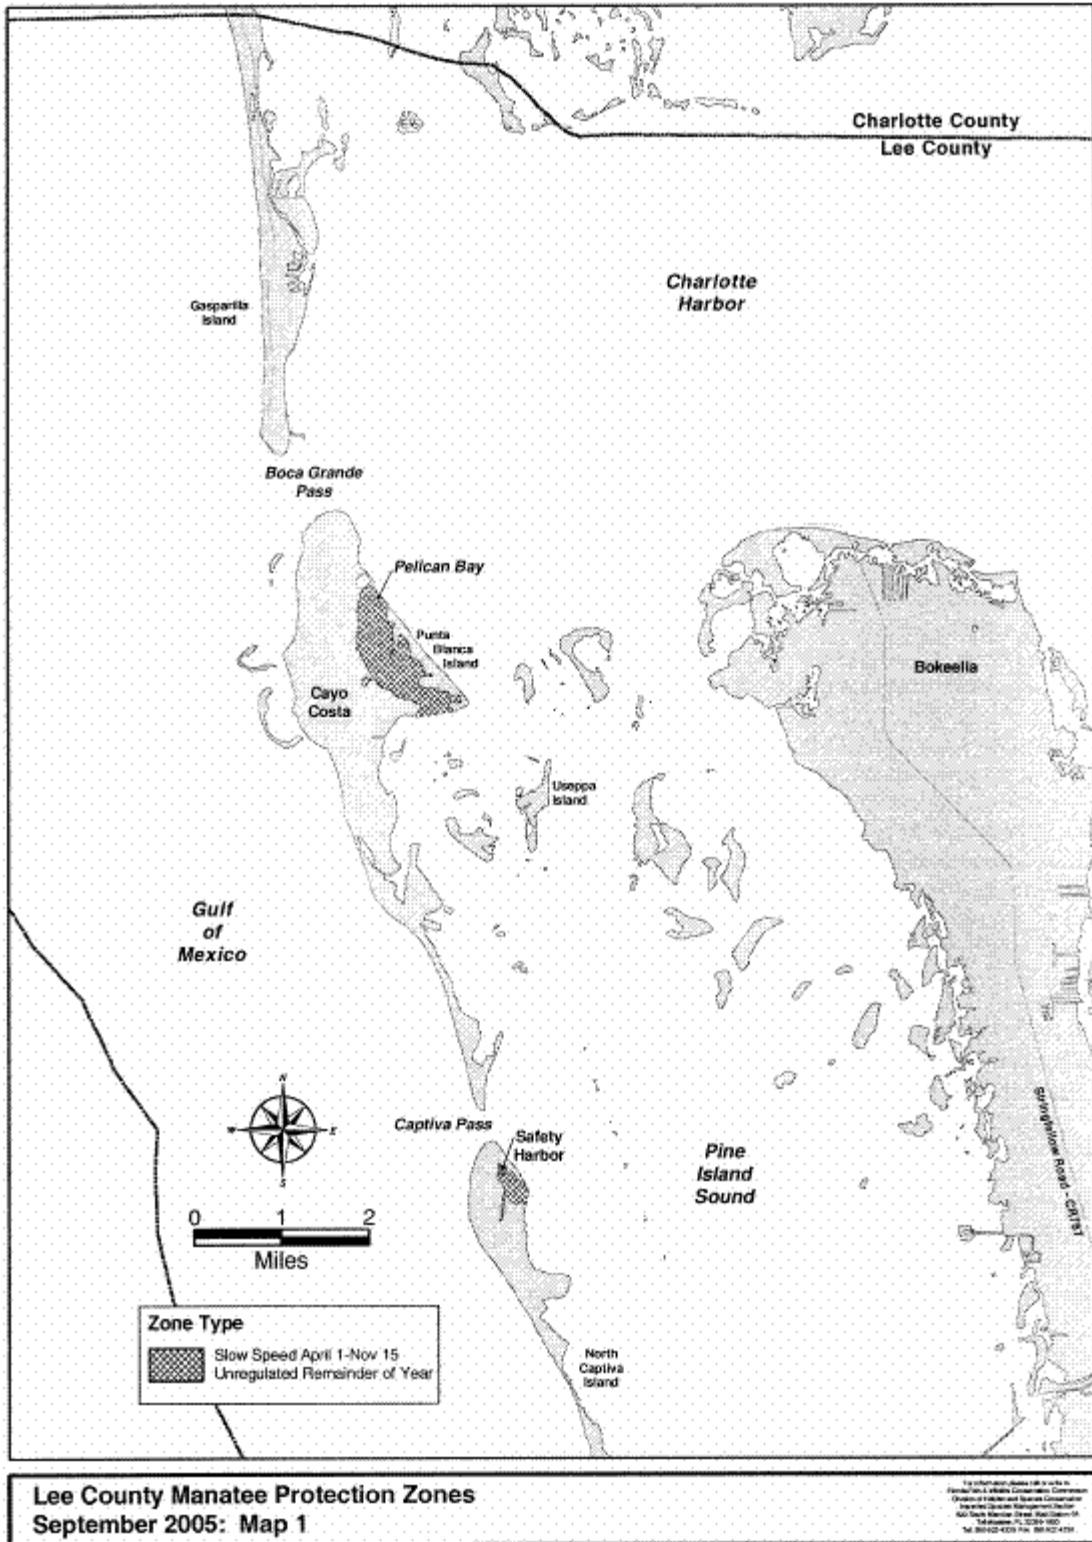 Charlotte County
Lee County
Charlotte
Harbor
Gasparilla
Island
Boca Grande
Pass
Pelican Bay
Punta
Blanca
Island
Bokeelia
Cayo
Costa
Useppa
Island
Gulf
of
Mexico
N
W
E
S
Captiva Pass
Safety
Harbor
Pine
Island
Sound
Stringfellow Road - CR767
0 1 2
Miles
Zone Type
Slow Speed April 1-Nov 15
Unregulated Remainder of Year
North
Captiva
Island
Lee County Manatee Protection Zones
September 2005: Map 1